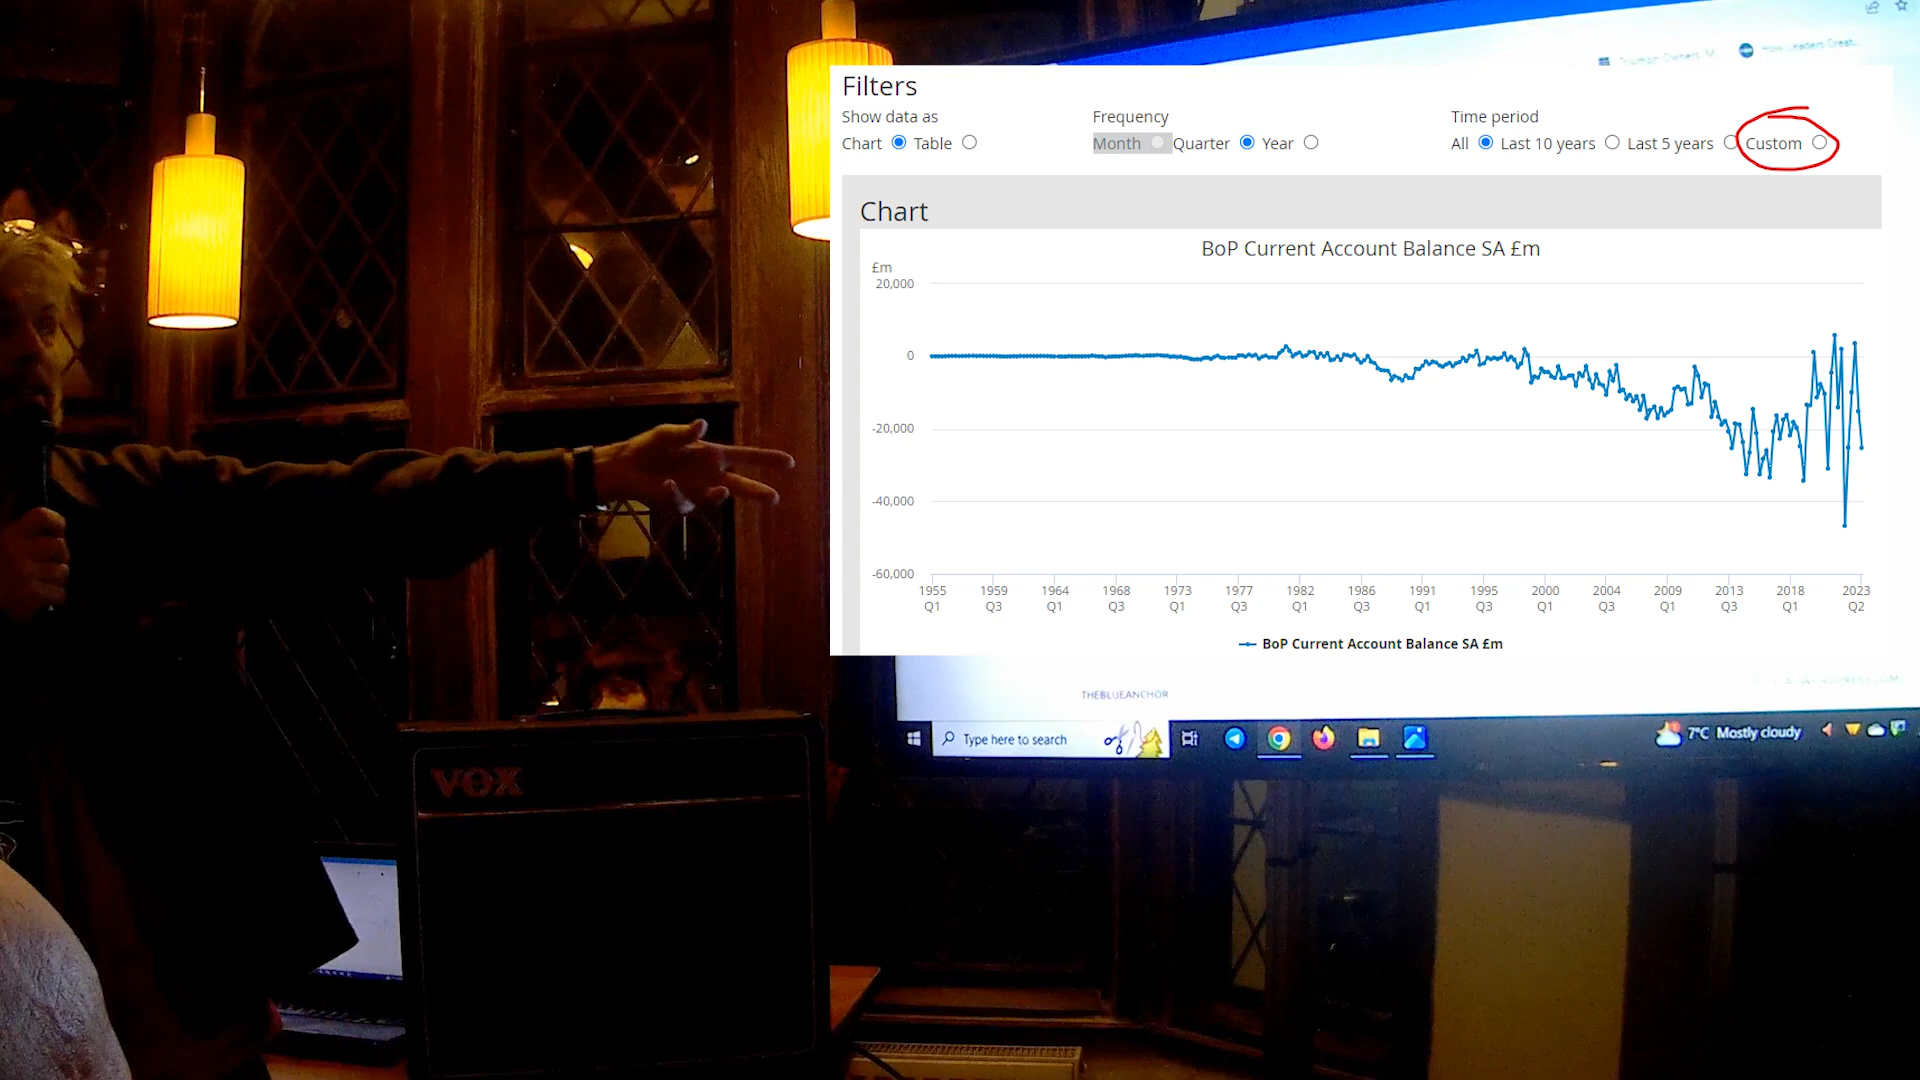 How Leaders Creat...
Filters
Show data as
Frequency
Time period
Chart Table
Month Quarter Year
All Last 10 years Last 5 years Custom
Chart
BoP Current Account Balance SA £m
£m
20,000
0
-20,000
-40,000
-60,000
1955 1959 1964 1968 1973 1977 1982 1986 1991 1995 2000 2004 2009 2013 2018 2023
Q1 Q3 Q1 Q3 Q1 Q3 Q1 Q3 Q1 Q3 Q1 Q3 Q1 Q3 Q1 Q2
BoP Current Account Balance SA £m
THEBLUEANCHOR
Type here to search
7°C Mostly cloudy
VOX